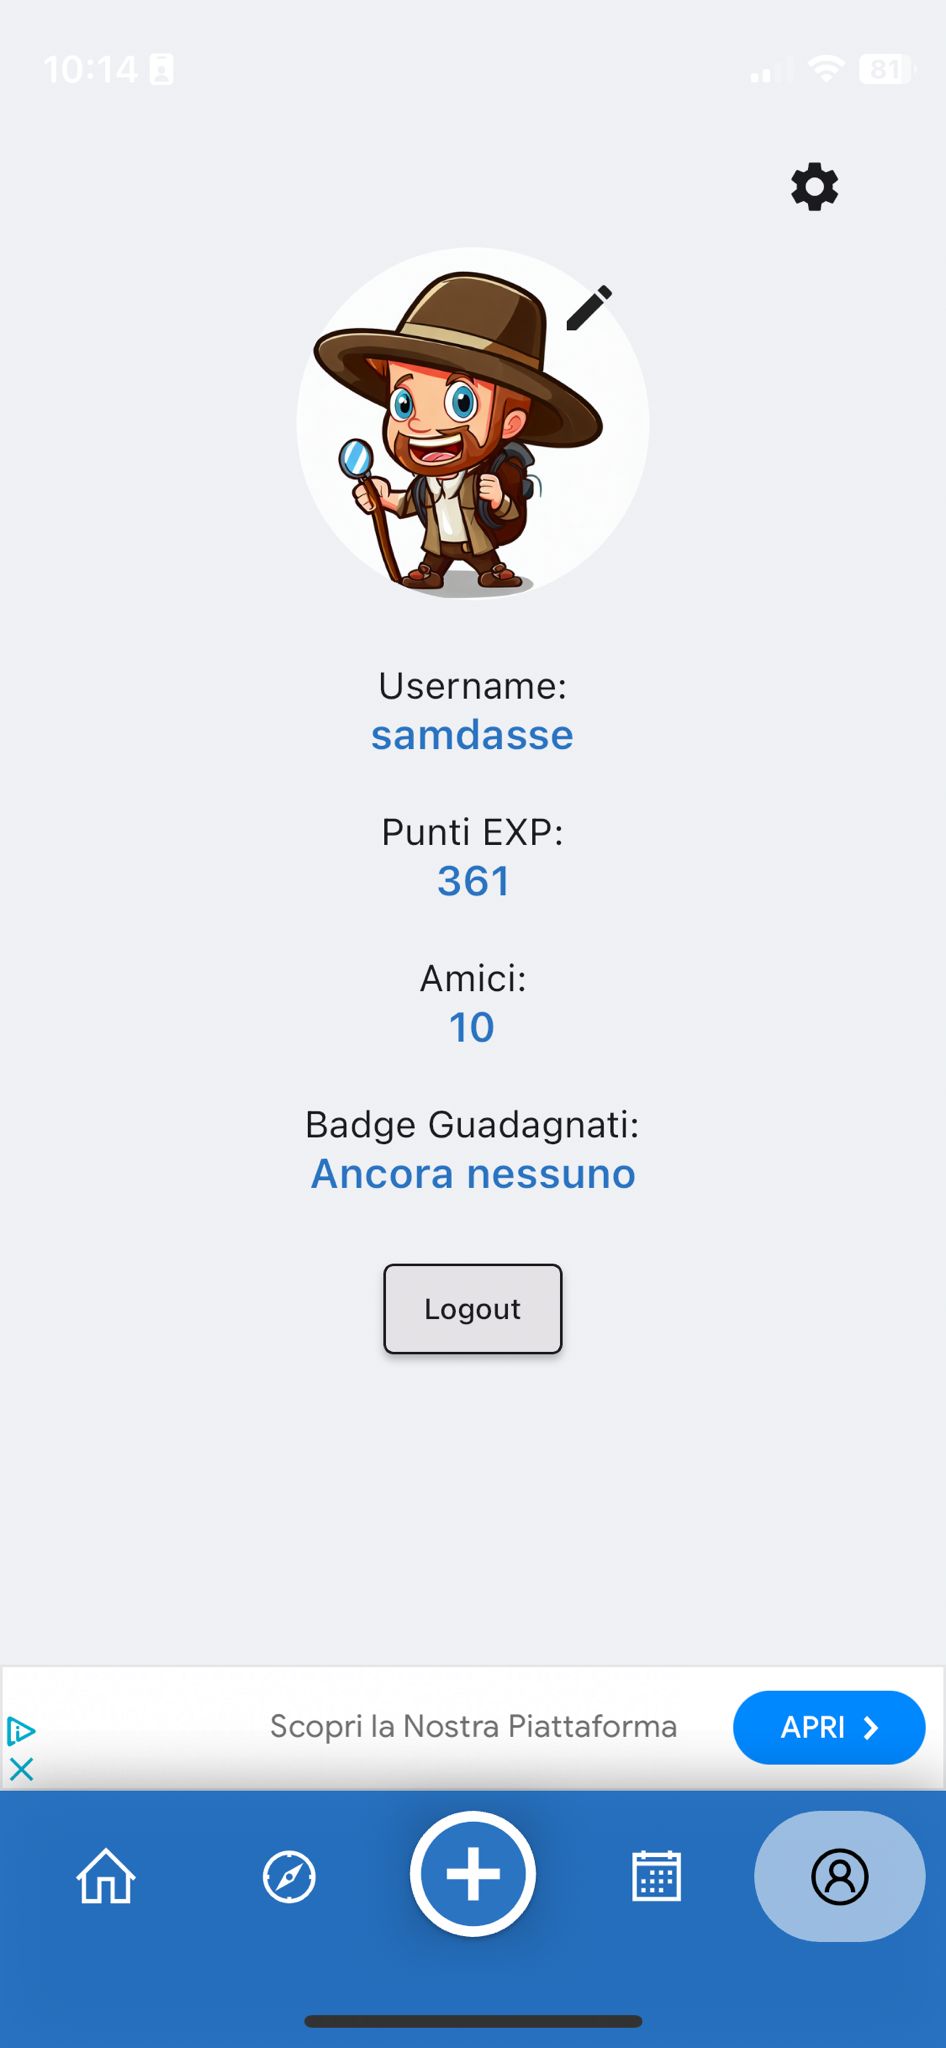 10:14
81
Username:
samdasse
Punti EXP:
361
Amici:
10
Badge Guadagnati:
Ancora nessuno
Logout
Scopri la Nostra Piattaforma
APRI